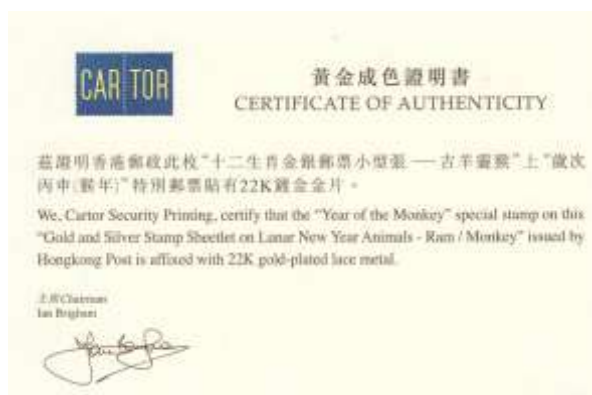 CARTOR
黃金成色證明書
CERTIFICATE OF AUTHENTICITY
茲證明香港郵政此枚"十二生肖金銀郵票小型張 — 吉羊靈猴"上"歲次
丙申(猴年)"特別郵票貼有22K鍍金金片。
We, Cartor Security Printing, certify that the "Year of the Monkey" special stamp on this
"Gold and Silver Stamp Sheetlet on Lunar New Year Animals - Ram / Monkey" issued by
Hongkong Post is affixed with 22K gold-plated lace metal.
主席Chairman
Ian Brigham